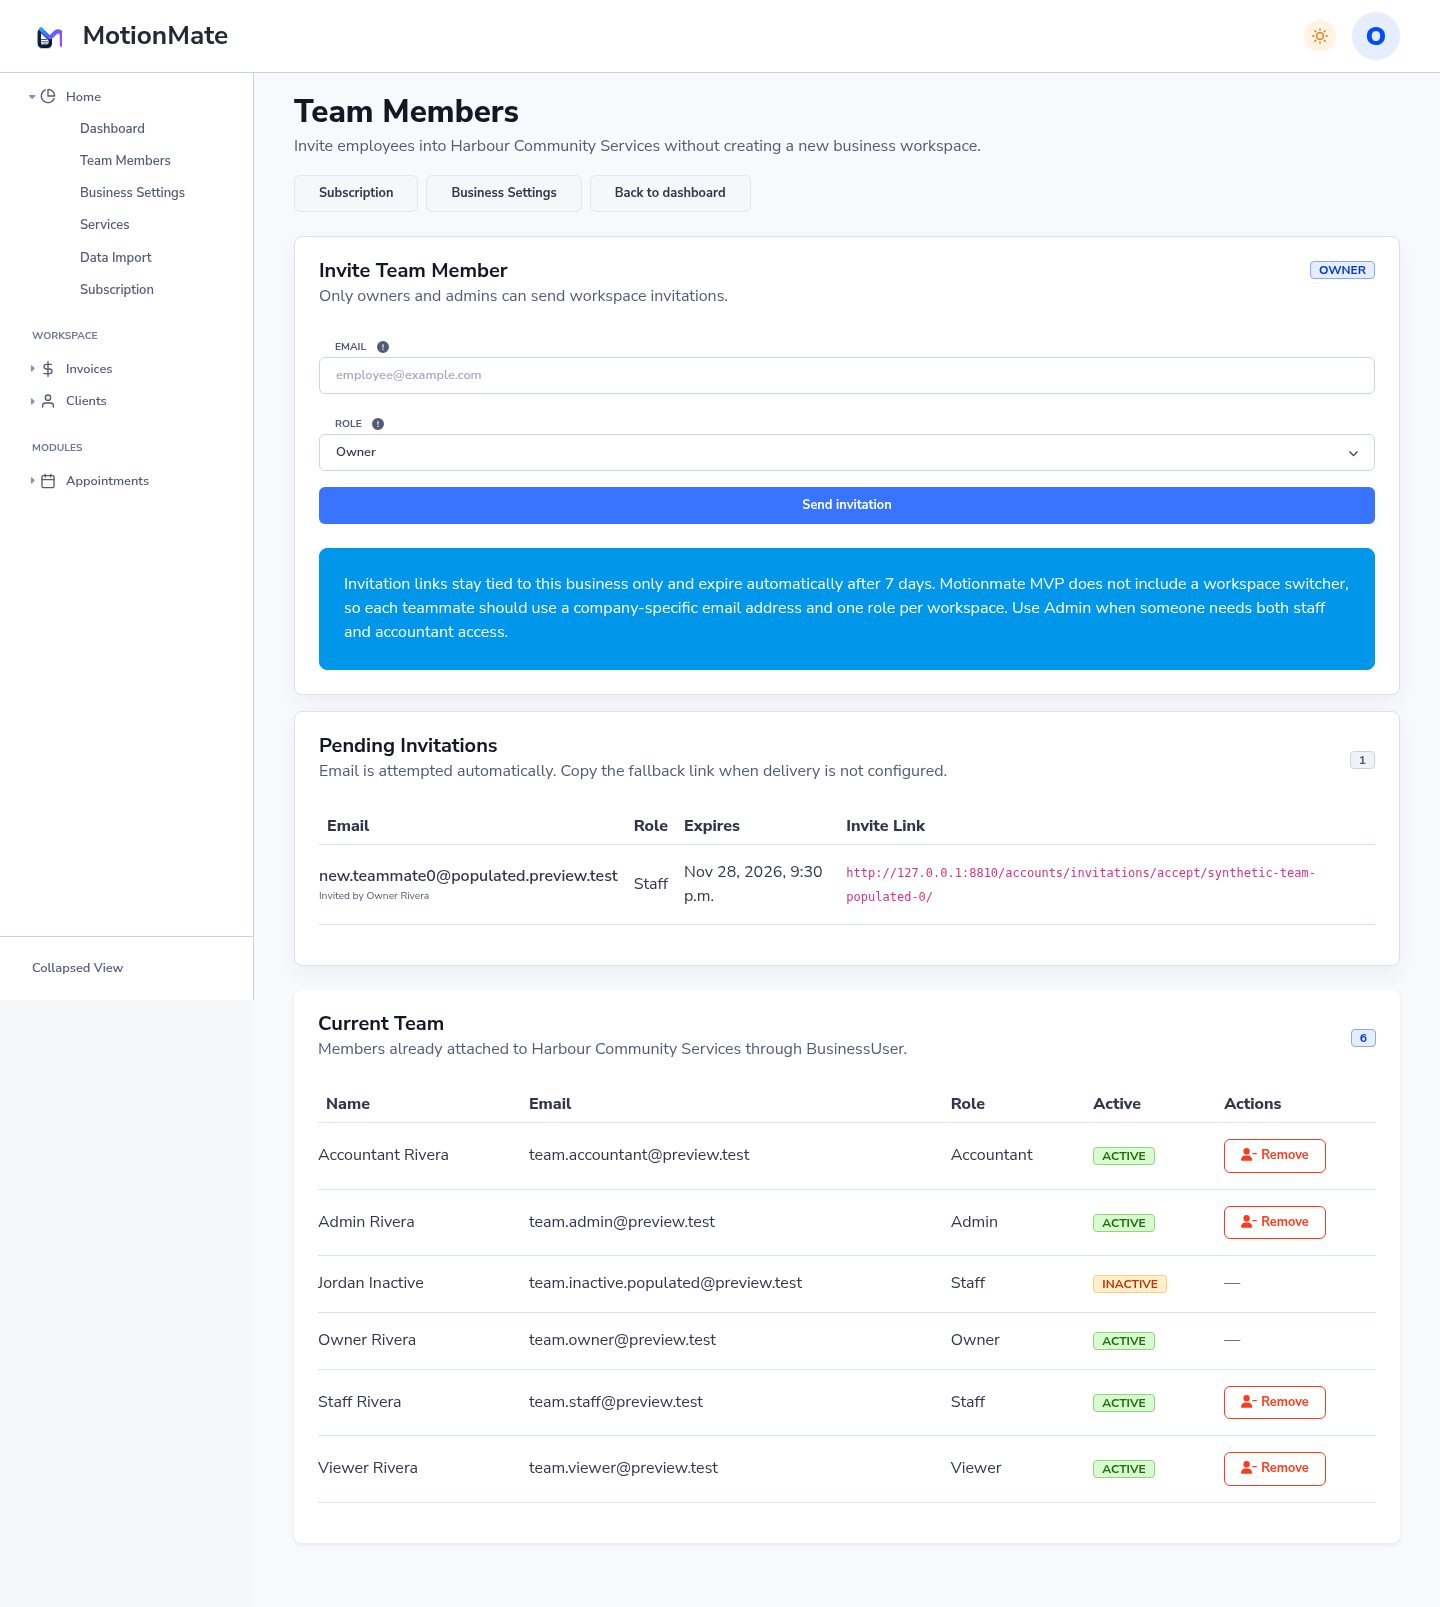 MotionMate
O
Home
Dashboard
Team Members
Business Settings
Services
Data Import
Subscription
WORKSPACE
Invoices
Clients
MODULES
Appointments
Collapsed View
Team Members
Invite employees into Harbour Community Services without creating a new business workspace.
Subscription
Business Settings
Back to dashboard
Invite Team Member
OWNER
Only owners and admins can send workspace invitations.
EMAIL
employee@example.com
ROLE
Owner
Send invitation
Invitation links stay tied to this business only and expire automatically after 7 days. Motionmate MVP does not include a workspace switcher,
so each teammate should use a company-specific email address and one role per workspace. Use Admin when someone needs both staff
and accountant access.
Pending Invitations
Email is attempted automatically. Copy the fallback link when delivery is not configured.
1
Email Role Expires Invite Link
new.teammate0@populated.preview.test
Invited by Owner Rivera
Staff
Nov 28, 2026, 9:30
p.m.
http://127.0.0.1:8810/accounts/invitations/accept/synthetic-team-
populated-0/
Current Team
Members already attached to Harbour Community Services through BusinessUser.
6
Name Email Role Active Actions
Accountant Rivera team.accountant@preview.test Accountant ACTIVE Remove
Admin Rivera team.admin@preview.test Admin ACTIVE Remove
Jordan Inactive team.inactive.populated@preview.test Staff INACTIVE —
Owner Rivera team.owner@preview.test Owner ACTIVE —
Staff Rivera team.staff@preview.test Staff ACTIVE Remove
Viewer Rivera team.viewer@preview.test Viewer ACTIVE Remove